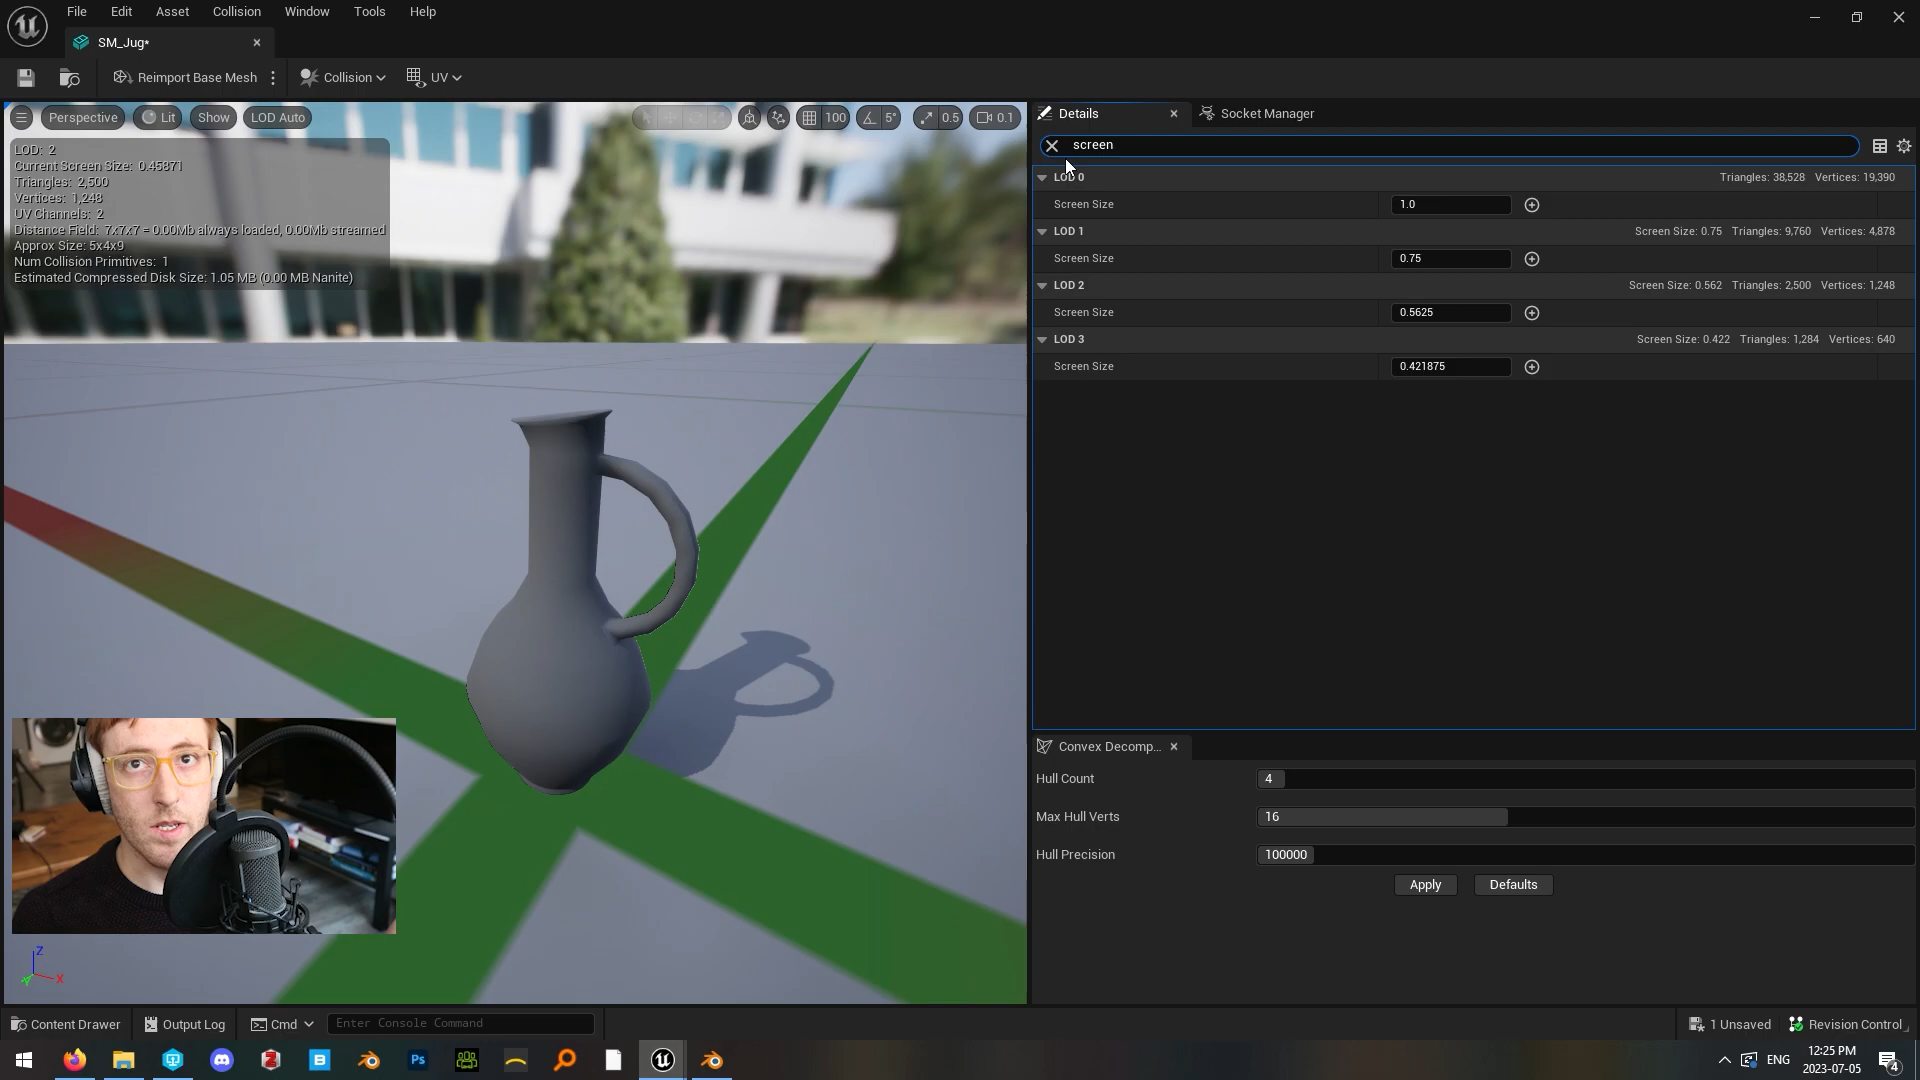 File Edit Asset Collision Window Tools Help
SM_Jug*
Reimport Base Mesh Collision UV
Perspective Lit Show LOD Auto 100 5° 0.5 0.1
LOD: 2
Current Screen Size: 0.45871
Triangles: 2,500
Vertices: 1,248
UV Channels: 2
Distance Field: 7x7x7 = 0.00Mb always loaded, 0.00Mb streamed
Approx Size: 5x4x9
Num Collision Primitives: 1
Estimated Compressed Disk Size: 1.05 MB (0.00 MB Nanite)
Details Socket Manager
screen
LOD 0 Triangles: 38,528 Vertices: 19,390
Screen Size 1.0
LOD 1 Screen Size: 0.75 Triangles: 9,760 Vertices: 4,878
Screen Size 0.75
LOD 2 Screen Size: 0.562 Triangles: 2,500 Vertices: 1,248
Screen Size 0.5625
LOD 3 Screen Size: 0.422 Triangles: 1,284 Vertices: 640
Screen Size 0.421875
Convex Decomp...
Hull Count 4
Max Hull Verts 16
Hull Precision 100000
Apply Defaults
Z
X
Y
Content Drawer Output Log Cmd Enter Console Command 1 Unsaved Revision Control
Z B Ps ENG 12:25 PM
2023-07-05 4